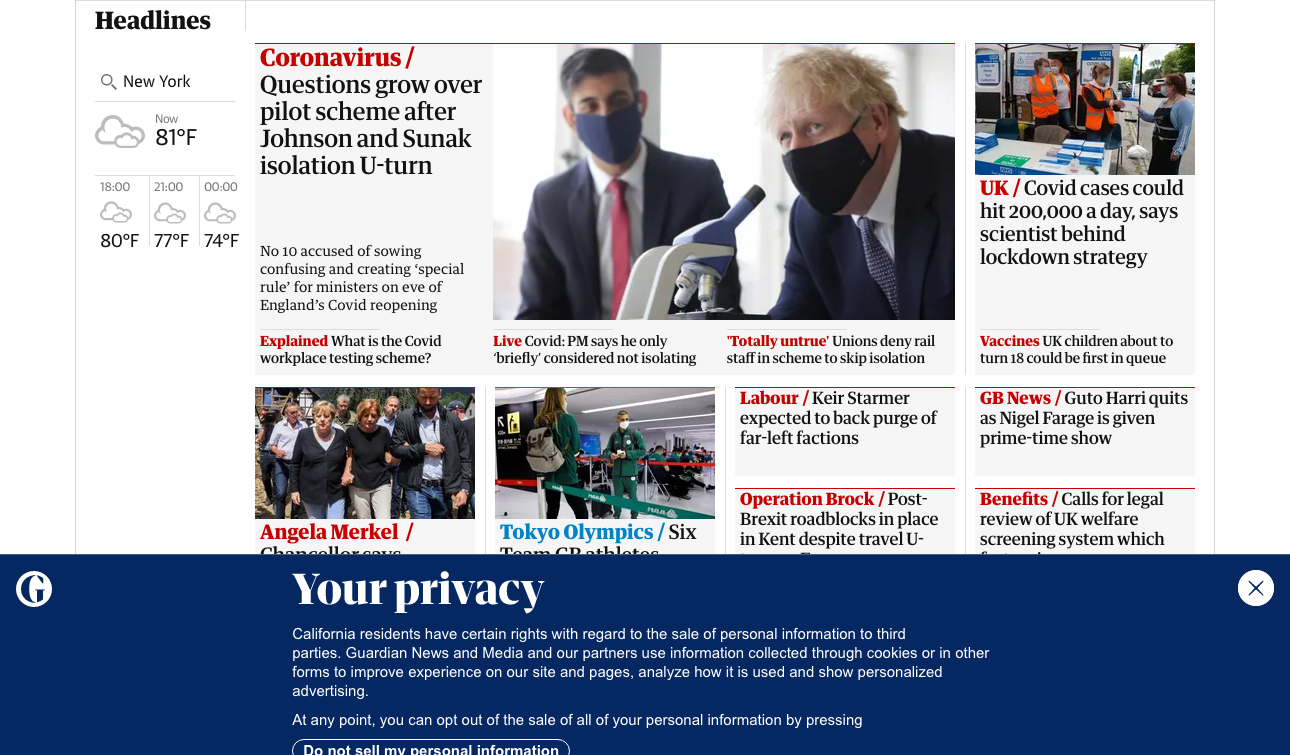 Headlines
New York
Now
81°F
18:00
21:00
00:00
80°F
77°F
74°F
Coronavirus /
Questions grow over
pilot scheme after
Johnson and Sunak
isolation U-turn
No 10 accused of sowing
confusing and creating ‘special
rule’ for ministers on eve of
England’s Covid reopening
Explained What is the Covid
workplace testing scheme?
Live Covid: PM says he only
‘briefly’ considered not isolating
'Totally untrue' Unions deny rail
staff in scheme to skip isolation
UK / Covid cases could
hit 200,000 a day, says
scientist behind
lockdown strategy
Vaccines UK children about to
turn 18 could be first in queue
Angela Merkel /
Chancellor says
Tokyo Olympics / Six
Team GB athletes
Labour / Keir Starmer
expected to back purge of
far-left factions
Operation Brock / Post-
Brexit roadblocks in place
in Kent despite travel U-
GB News / Guto Harri quits
as Nigel Farage is given
prime-time show
Benefits / Calls for legal
review of UK welfare
screening system which
G
Your privacy
California residents have certain rights with regard to the sale of personal information to third
parties. Guardian News and Media and our partners use information collected through cookies or in other
forms to improve experience on our site and pages, analyze how it is used and show personalized
advertising.
At any point, you can opt out of the sale of all of your personal information by pressing
Do not sell my personal information